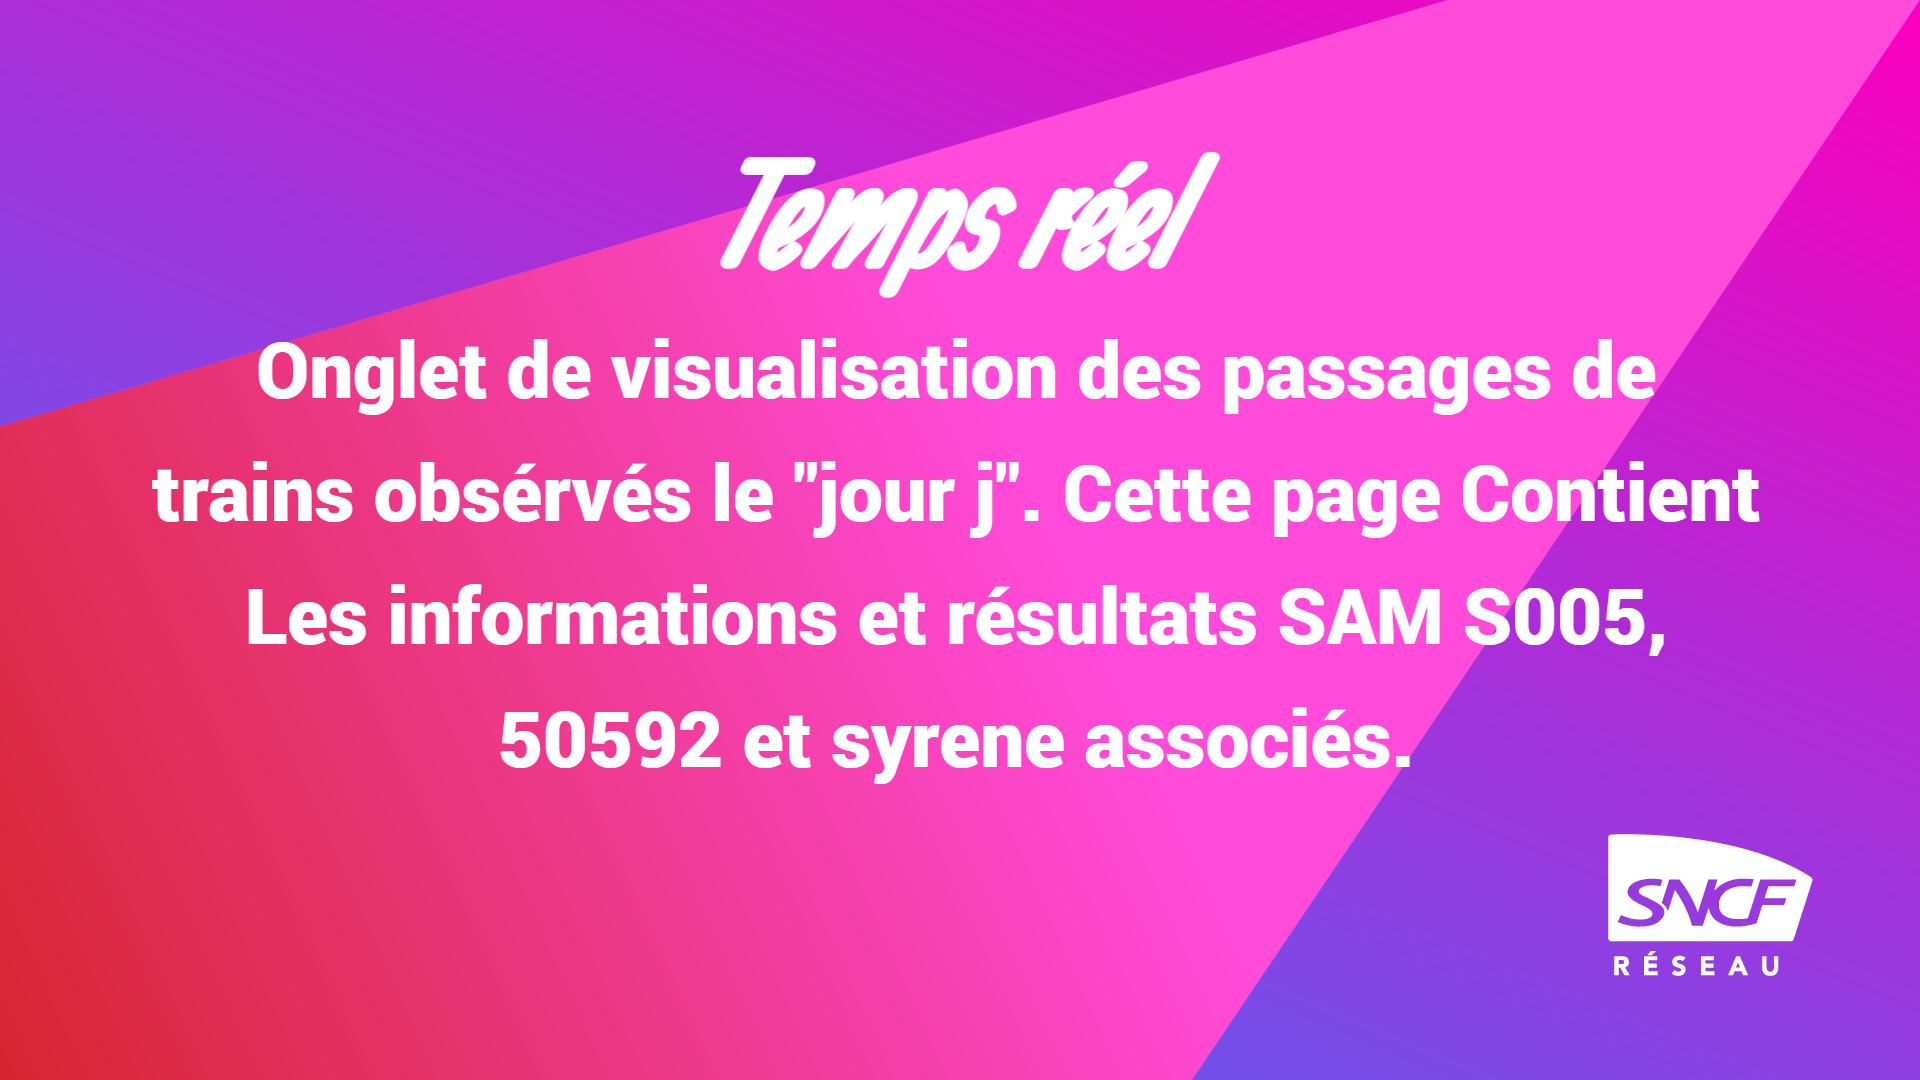 Temps réel
Onglet de visualisation des passages de
trains obsérvés le "jour j". Cette page Contient
Les informations et résultats SAM S005,
50592 et syrene associés.
SNCF
RÉSEAU